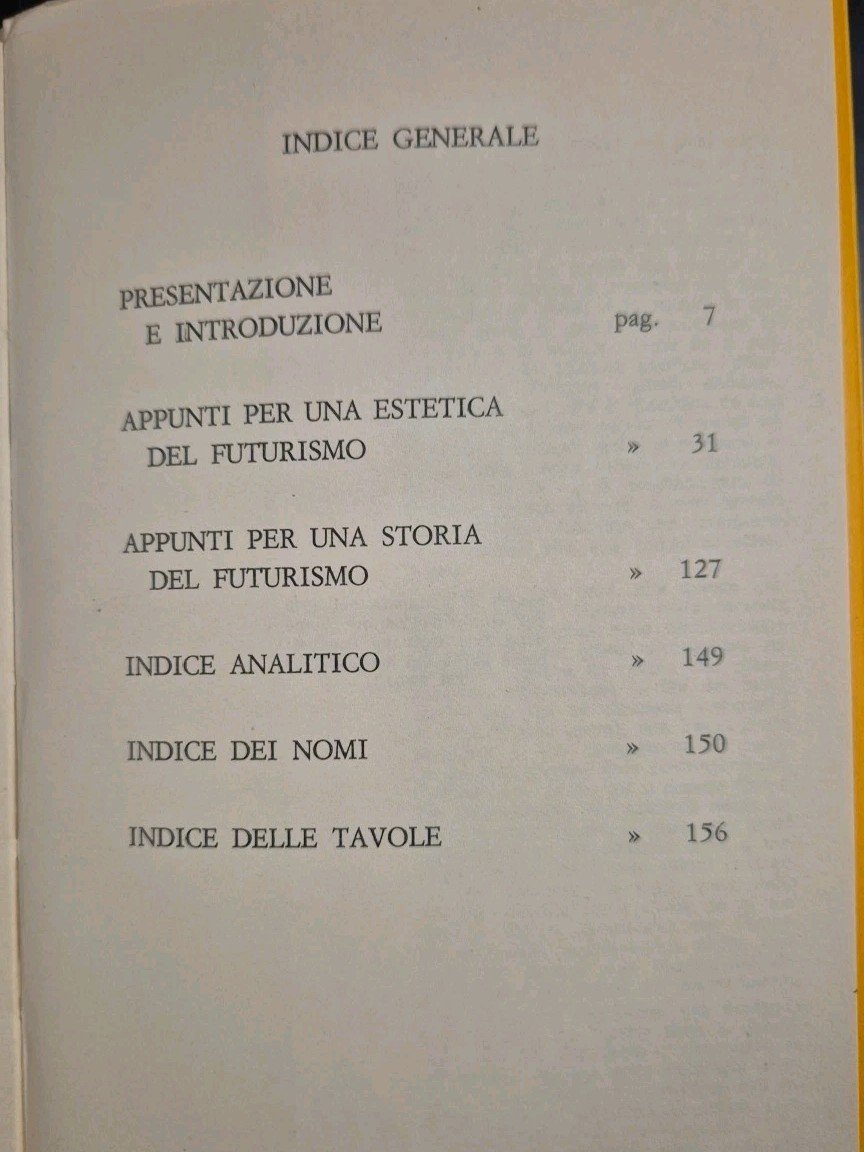 INDICE GENERALE
PRESENTAZIONE
E INTRODUZIONE pag. 7
APPUNTI PER UNA ESTETICA
DEL FUTURISMO » 31
APPUNTI PER UNA STORIA
DEL FUTURISMO » 127
INDICE ANALITICO » 149
INDICE DEI NOMI » 150
INDICE DELLE TAVOLE » 156